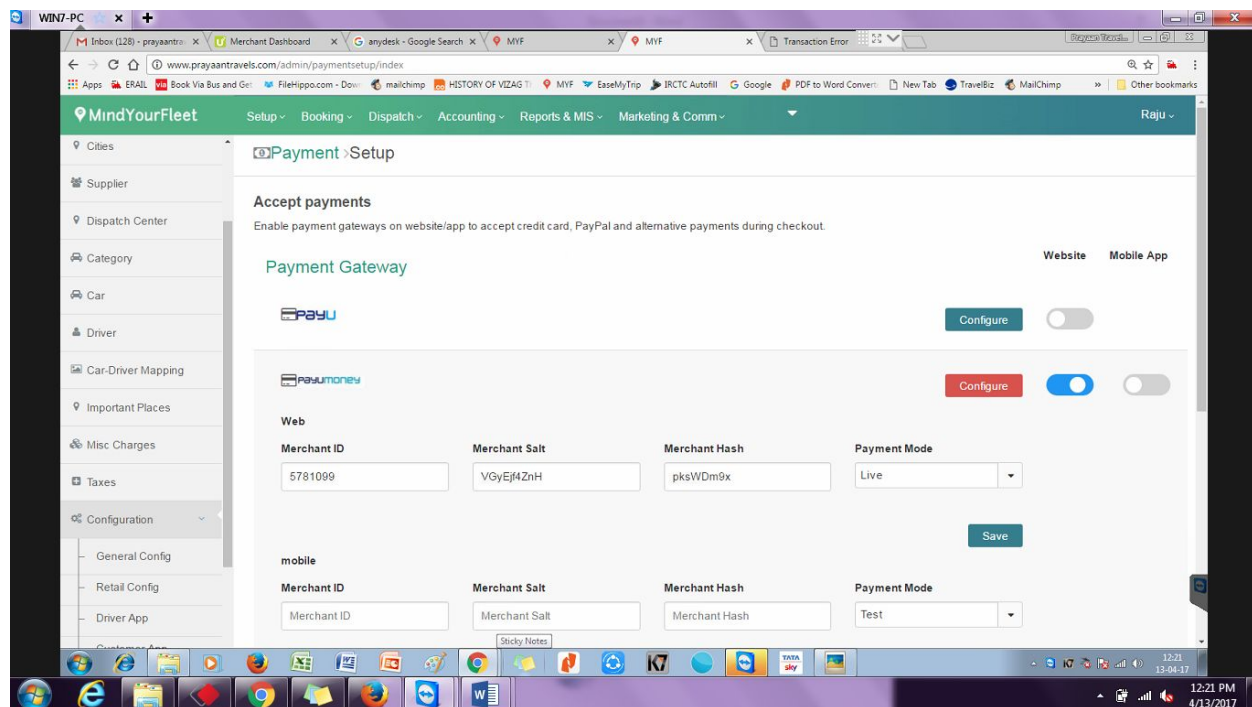 WIN7-PC
Inbox (128) - prayaantra
Merchant Dashboard
anydesk - Google Search
MYF
MYF
Transaction Error
www.prayaantravels.com/admin/paymentsetup/index
Apps ERAIL Book Via Bus and Get FileHippo.com - Dow mailchimp HISTORY OF VIZAG MYF EaseMyTrip IRCTC Autofill Google PDF to Word Convert New Tab TravelBiz MailChimp » Other bookmarks
MindYourFleet Setup Booking Dispatch Accounting Reports & MIS Marketing & Comm Raju
Cities
Supplier
Dispatch Center
Category
Car
Driver
Car-Driver Mapping
Important Places
Misc Charges
Taxes
Configuration
General Config
Retail Config
Driver App
Payment › Setup
Accept payments
Enable payment gateways on website/app to accept credit card, PayPal and alternative payments during checkout.
Payment Gateway Website Mobile App
PayU Configure
Payumoney Configure
Web
Merchant ID Merchant Salt Merchant Hash Payment Mode
5781099 VGyEjf4ZnH pksWDm9x Live
Save
mobile
Merchant ID Merchant Salt Merchant Hash Payment Mode
Merchant ID Merchant Salt Merchant Hash Test
Sticky Notes
TATA
sky
12:21
13-04-17
12:21 PM
4/13/2017